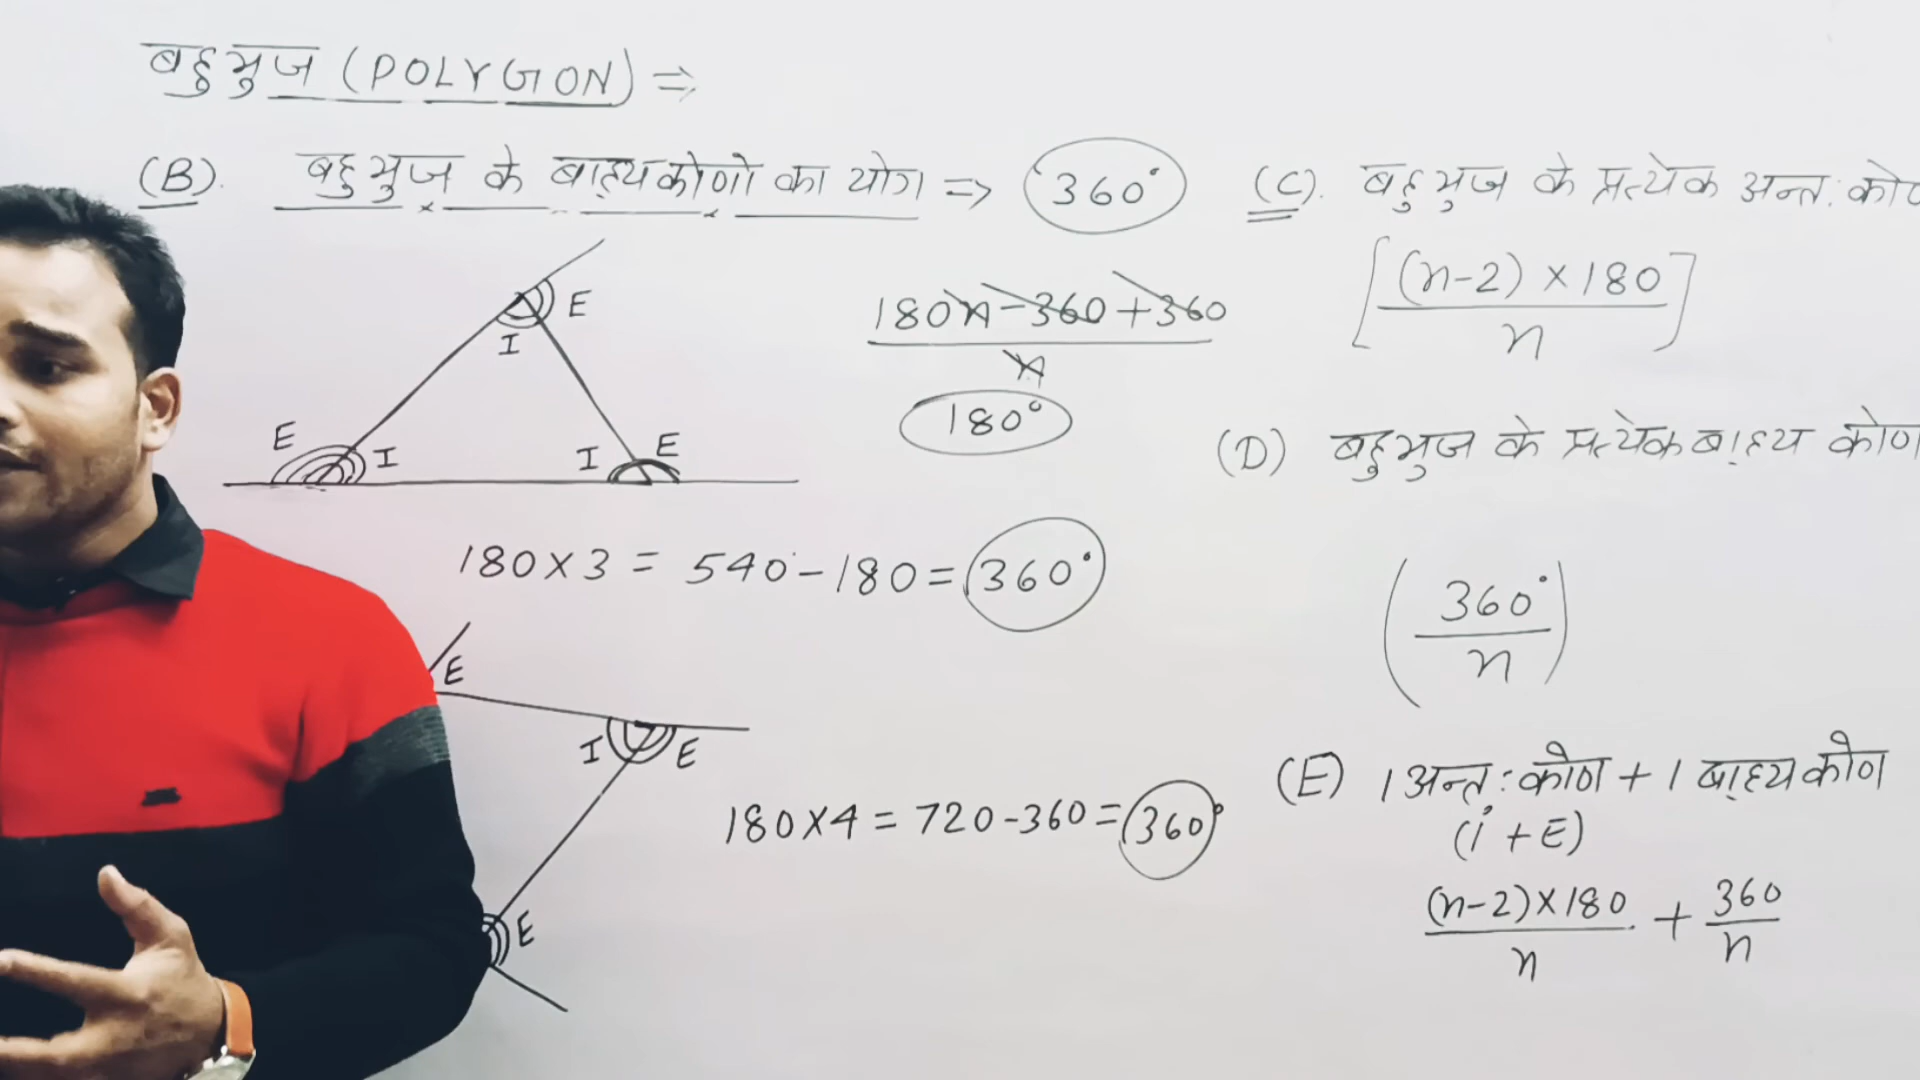 बहुभुज (POLYGON) ⇒
(B). बहुभुज के बाह्यकोणो का योग ⇒ 360°
E
I
E
I
I
E
180n-360+360
n
180°
180×3 = 540-180 = 360°
E
I
E
E
180×4 = 720-360 = 360°
(C). बहुभुज के प्रत्येक अन्त: को
[(n-2)×180]
n
(D) बहुभुज के प्रत्येक बाह्य कोण
(360°)
n
(E) 1 अन्त: कोण + 1 बाह्यकोण
(i + E)
(n-2)×180 + 360
n n